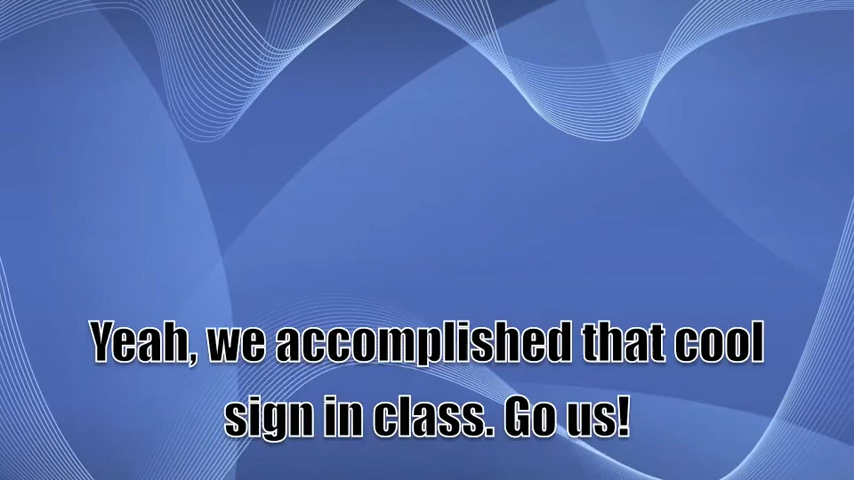 Yeah, we accomplished that cool
sign in class. Go us!